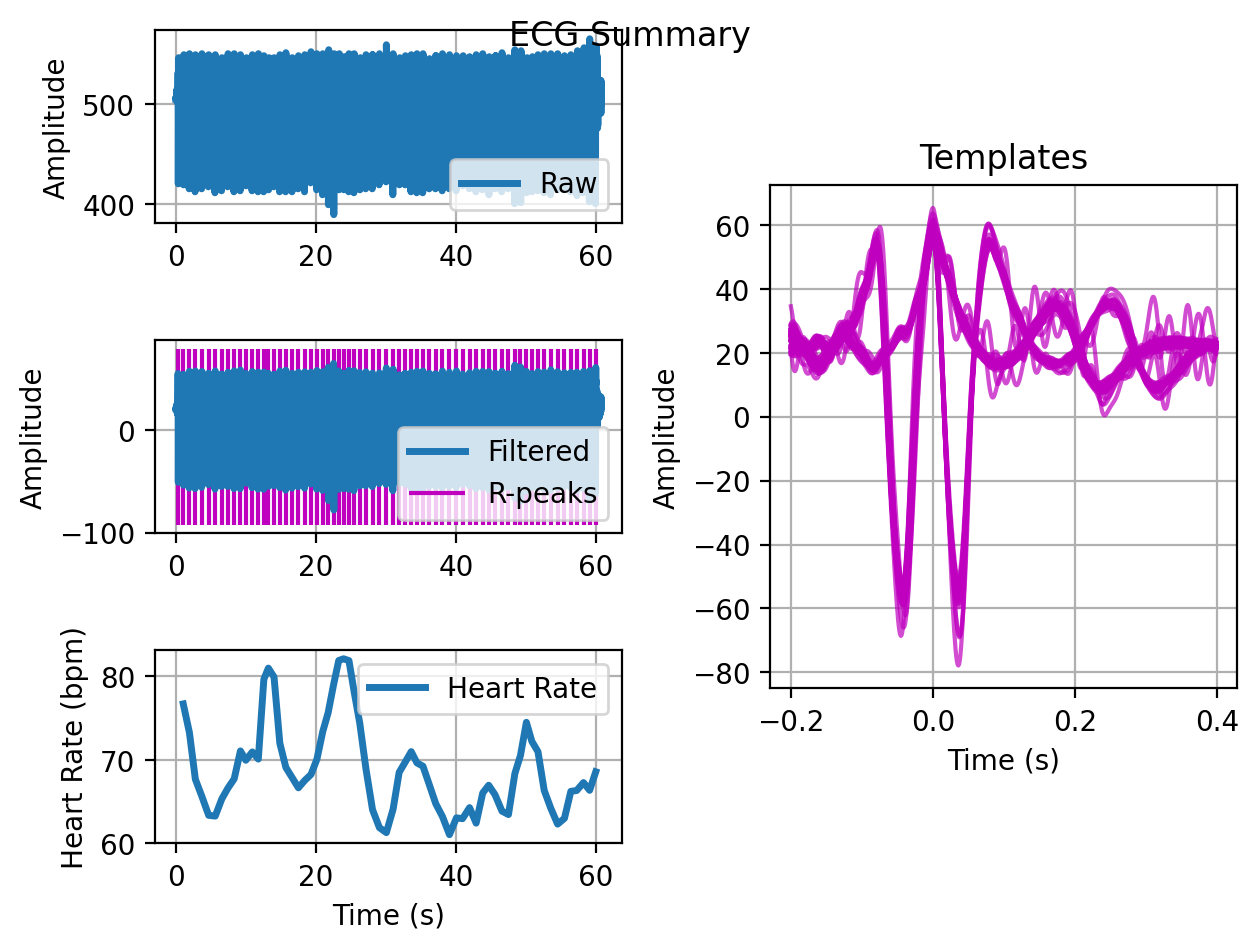 ECG Summary
Amplitude
500
400
Raw
0 20 40 60
Amplitude
0
−100
Filtered
R-peaks
0 20 40 60
Heart Rate (bpm)
80
70
60
Heart Rate
0 20 40 60
Time (s)
Templates
Amplitude
60
40
20
0
−20
−40
−60
−80
−0.2 0.0 0.2 0.4
Time (s)